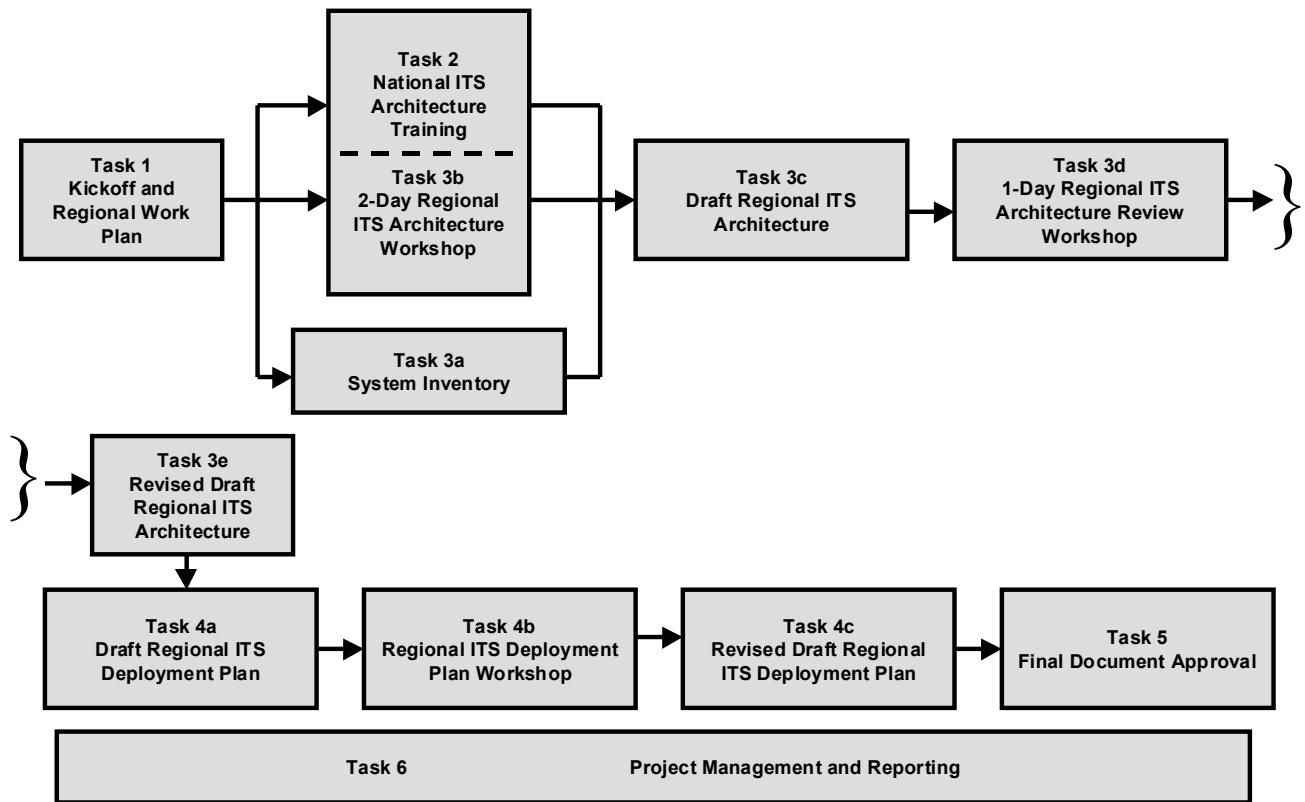 Task 1
Kickoff and
Regional Work
Plan
Task 2
National ITS
Architecture
Training
Task 3b
2-Day Regional
ITS Architecture
Workshop
Task 3a
System Inventory
Task 3c
Draft Regional ITS
Architecture
Task 3d
1-Day Regional ITS
Architecture Review
Workshop
}
}
Task 3e
Revised Draft
Regional ITS
Architecture
Task 4a
Draft Regional ITS
Deployment Plan
Task 4b
Regional ITS Deployment
Plan Workshop
Task 4c
Revised Draft Regional
ITS Deployment Plan
Task 5
Final Document Approval
Task 6 Project Management and Reporting